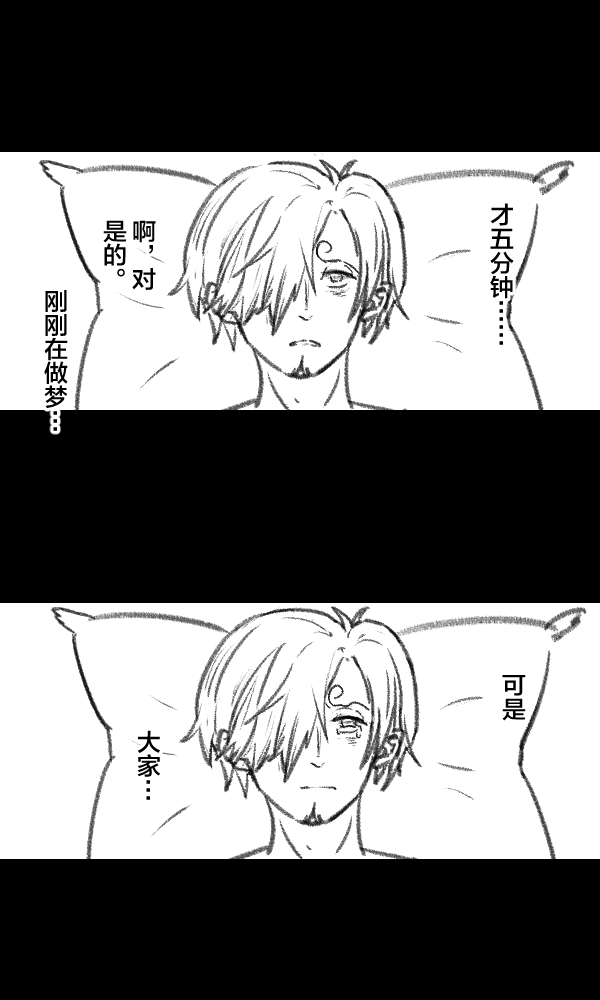 才五分钟……
啊，对
是的。
刚刚在做梦…
可是
大家…